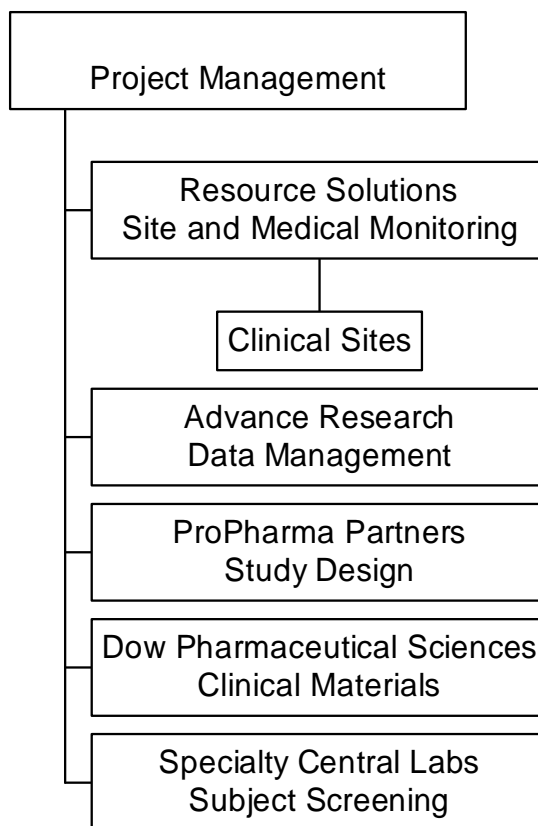 Project Management
Resource Solutions
Site and Medical Monitoring
Clinical Sites
Advance Research
Data Management
ProPharma Partners
Study Design
Dow Pharmaceutical Sciences
Clinical Materials
Specialty Central Labs
Subject Screening